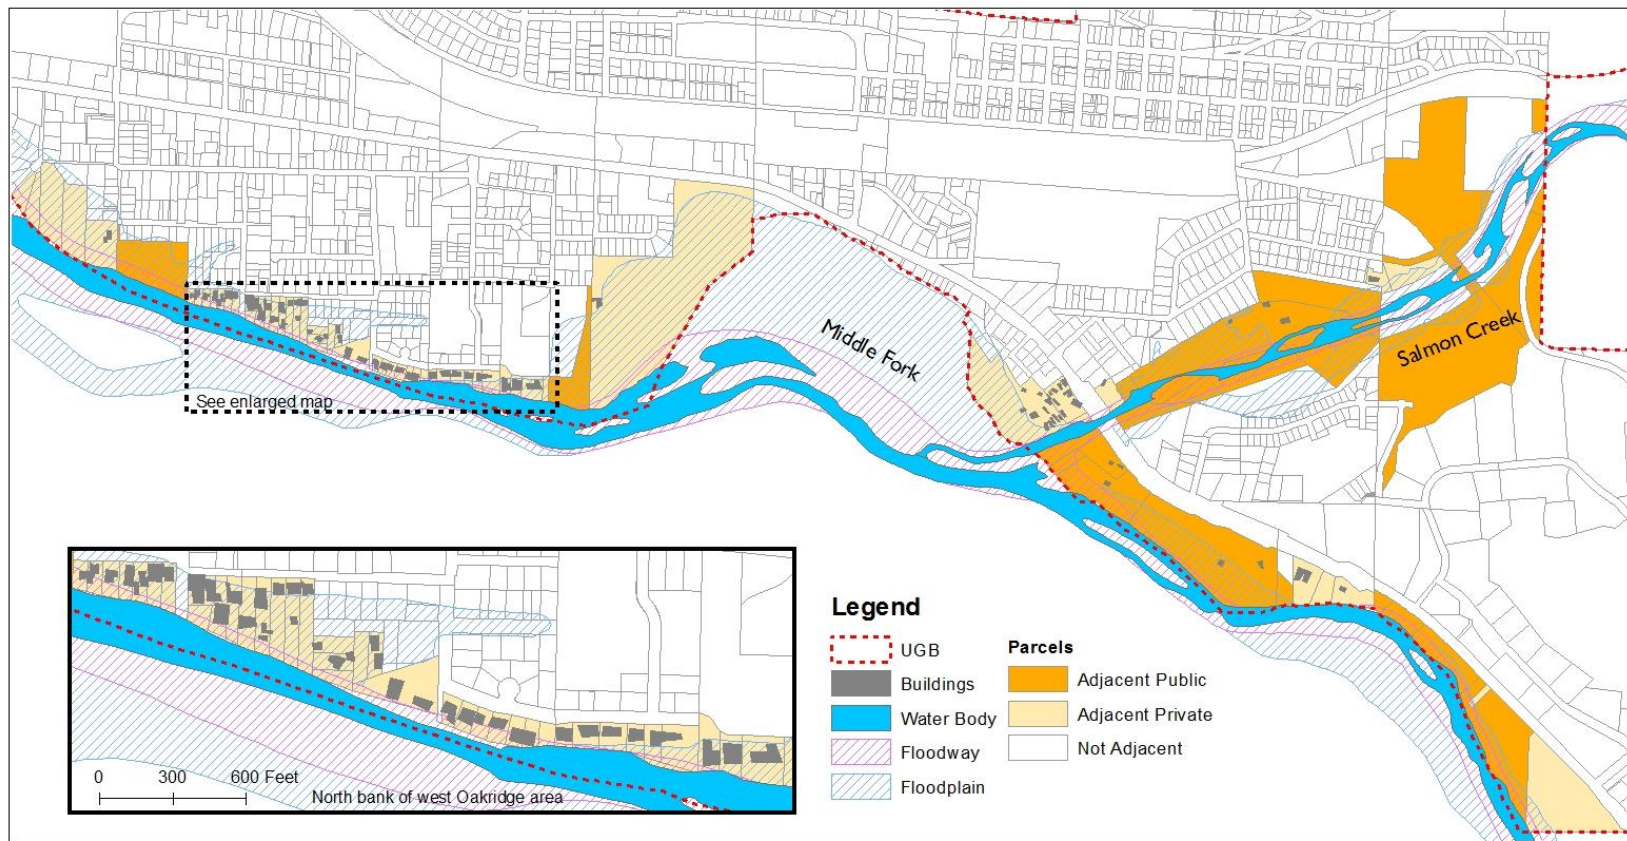 Middle Fork
Salmon Creek
See enlarged map
0 300 600 Feet
North bank of west Oakridge area
Legend
UGB
Buildings
Water Body
Floodway
Floodplain
Parcels
Adjacent Public
Adjacent Private
Not Adjacent